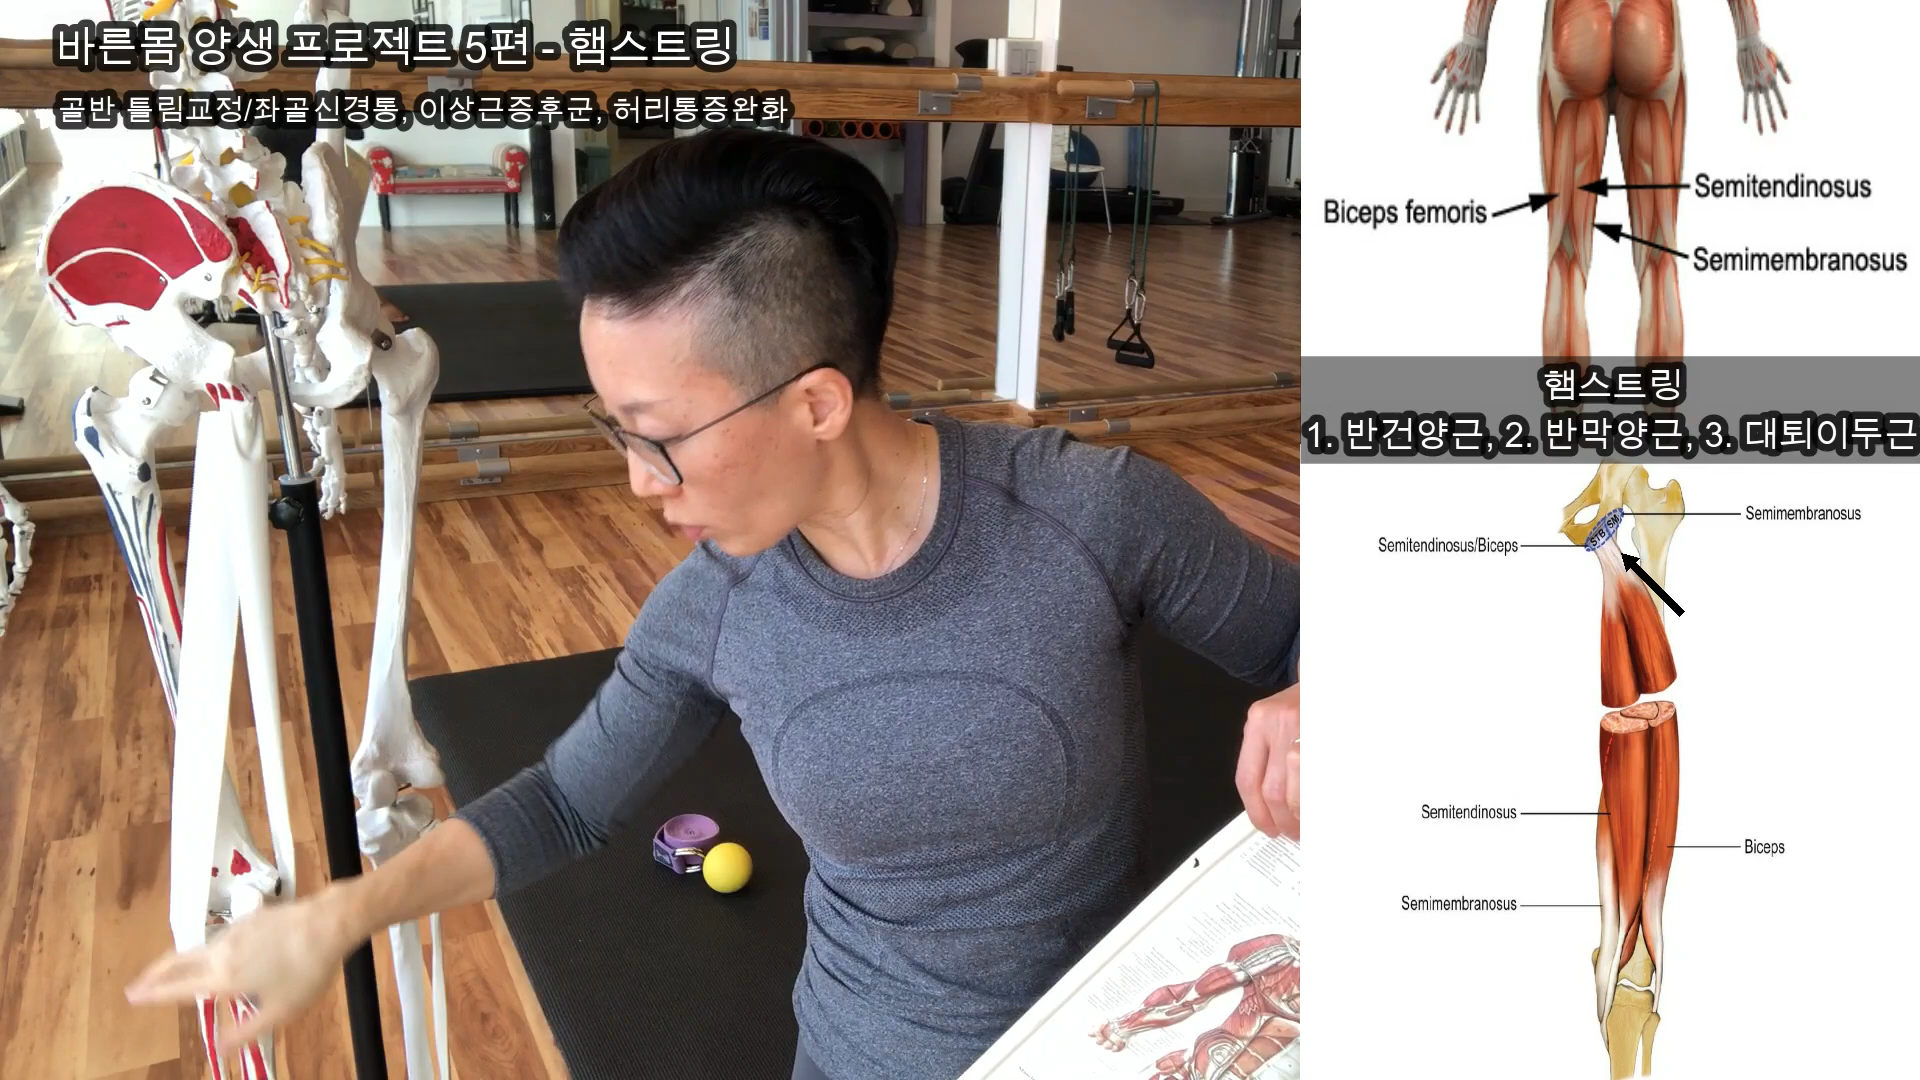 바른몸 양생 프로젝트 5편 - 햄스트링
골반 틀림교정/좌골신경통, 이상근증후군, 허리통증완화
Semitendinosus
Biceps femoris
Semimembranosus
햄스트링
1. 반건양근, 2. 반막양근, 3. 대퇴이두근
Semimembranosus
Semitendinosus/Biceps
STB
SM
Semitendinosus
Biceps
Semimembranosus